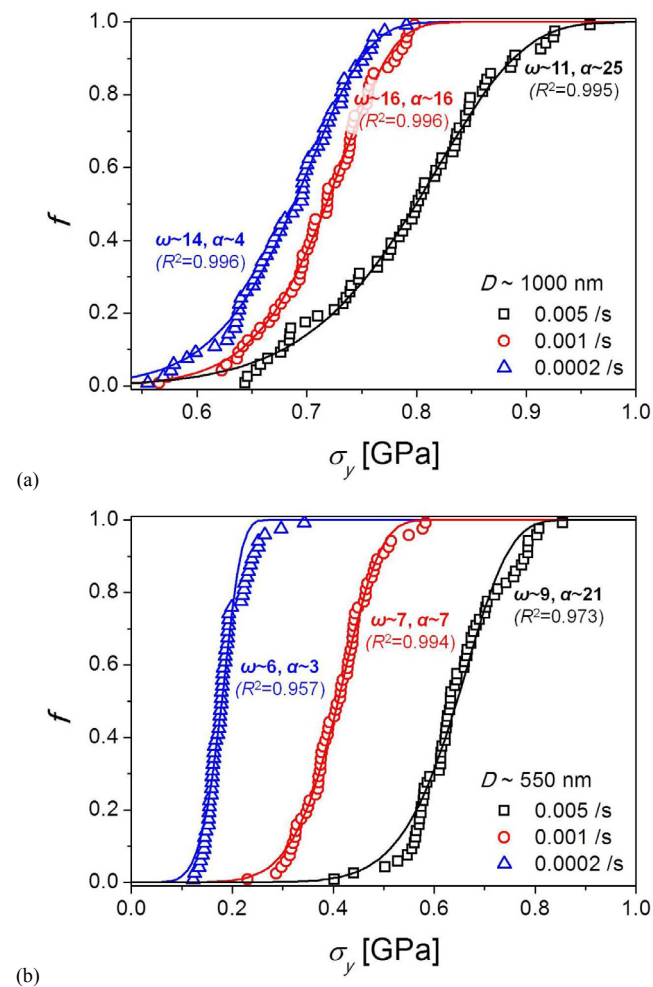 1.0
0.8
0.6
0.4
0.2
0.0
f
ω~11, α~25
(R²=0.995)
ω~16, α~16
(R²=0.996)
ω~14, α~4
(R²=0.996)
D ~ 1000 nm
0.005 /s
0.001 /s
0.0002 /s
0.6 0.7 0.8 0.9 1.0
σy [GPa]
(a)
1.0
0.8
0.6
0.4
0.2
0.0
f
ω~9, α~21
(R²=0.973)
ω~7, α~7
(R²=0.994)
ω~6, α~3
(R²=0.957)
D ~ 550 nm
0.005 /s
0.001 /s
0.0002 /s
0.0 0.2 0.4 0.6 0.8 1.0
σy [GPa]
(b)